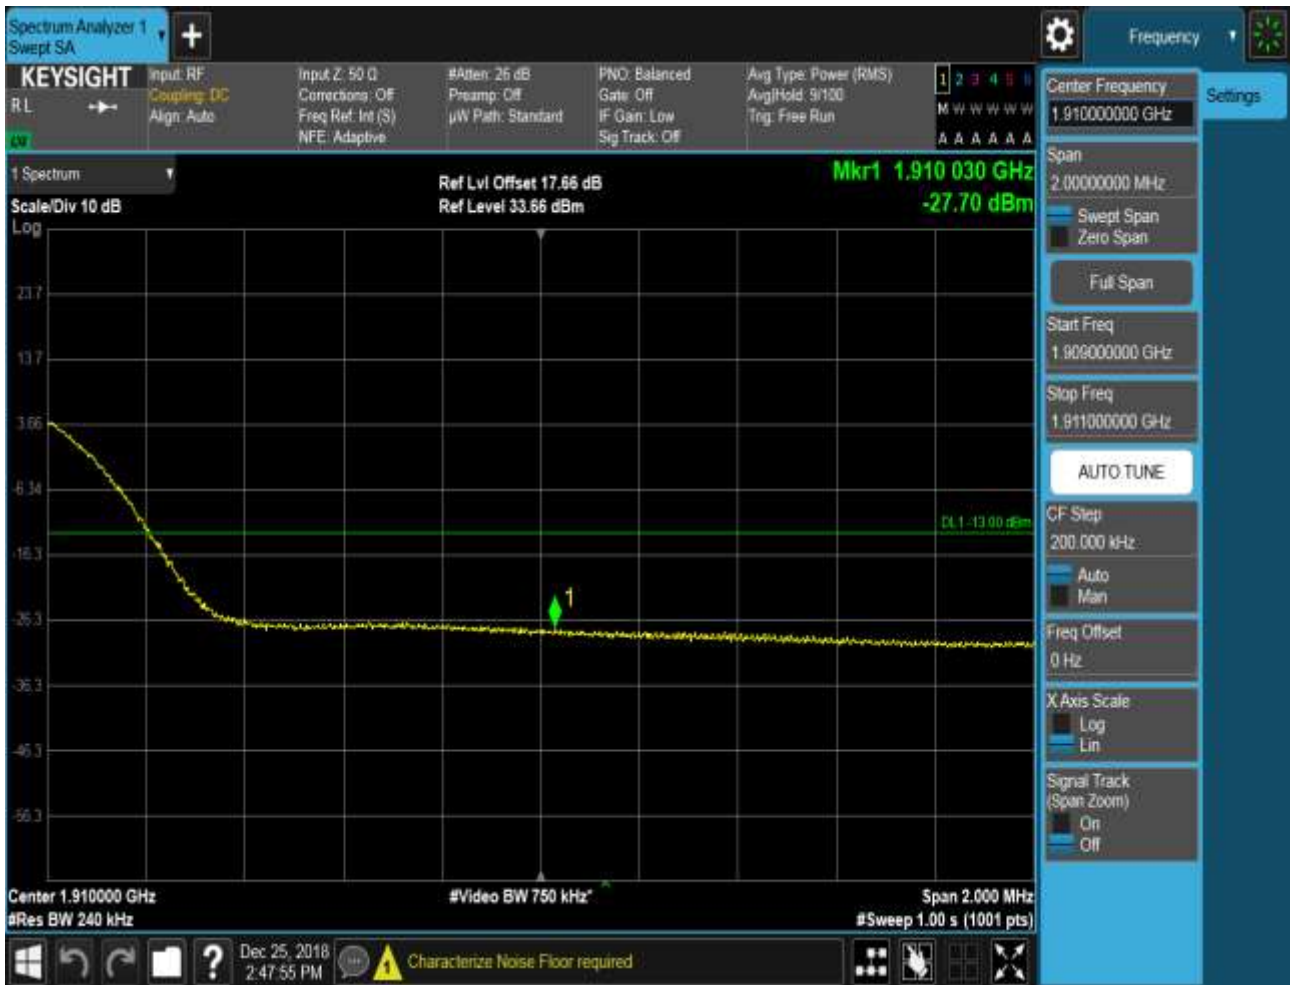 Spectrum Analyzer 1
Swept SA
+
Frequency
KEYSIGHT
R L
LXI
Input: RF
Coupling: DC
Align: Auto
Input Z: 50 Ω
Corrections: Off
Freq Ref: Int (S)
NFE: Adaptive
#Atten: 26 dB
Preamp: Off
µW Path: Standard
PNO: Balanced
Gate: Off
IF Gain: Low
Sig Track: Off
Avg Type: Power (RMS)
Avg|Hold: 9/100
Trig: Free Run
1 2 3 4 5 6
M W W W W W
A A A A A A
1 Spectrum
Scale/Div 10 dB
Log
Ref Lvl Offset 17.66 dB
Ref Level 33.66 dBm
Mkr1 1.910 030 GHz
-27.70 dBm
23.7
13.7
3.66
-6.34
-16.3
-26.3
-36.3
-46.3
-56.3
DL1 -13.00 dBm
1
Center 1.910000 GHz
#Res BW 240 kHz
#Video BW 750 kHz*
Span 2.000 MHz
#Sweep 1.00 s (1001 pts)
Center Frequency
1.910000000 GHz
Settings
Span
2.00000000 MHz
Swept Span
Zero Span
Full Span
Start Freq
1.909000000 GHz
Stop Freq
1.911000000 GHz
AUTO TUNE
CF Step
200.000 kHz
Auto
Man
Freq Offset
0 Hz
X Axis Scale
Log
Lin
Signal Track
(Span Zoom)
On
Off
?
Dec 25, 2018
2:47:55 PM
1
Characterize Noise Floor required